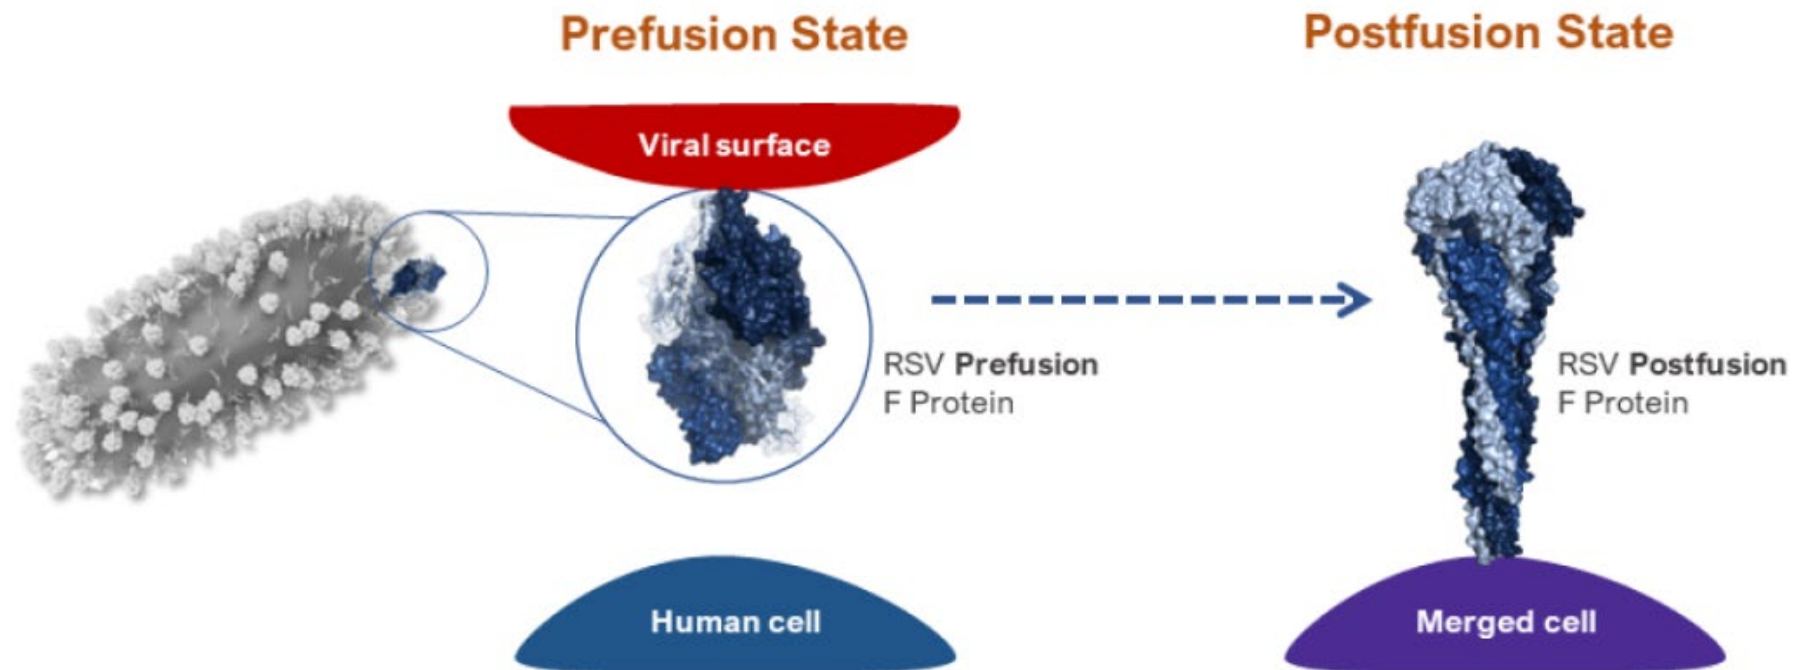 Prefusion State
Postfusion State
Viral surface
RSV Prefusion
F Protein
RSV Postfusion
F Protein
Human cell
Merged cell